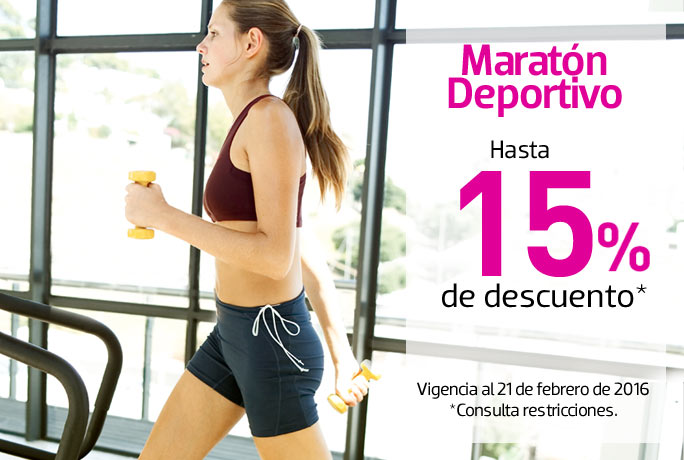 Maratón
Deportivo
Hasta
15%
de descuento*
Vigencia al 21 de febrero de 2016
*Consulta restricciones.